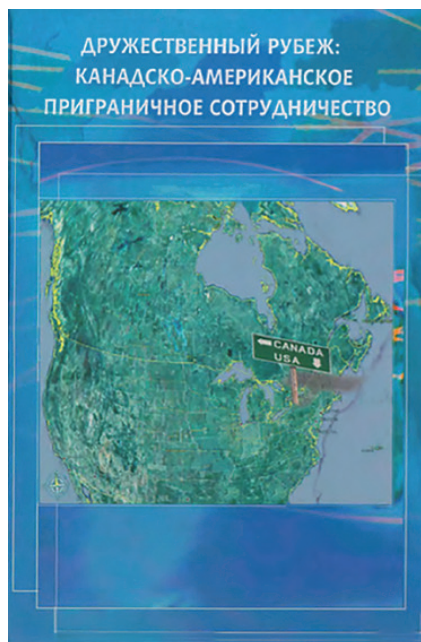 ДРУЖЕСТВЕННЫЙ РУБЕЖ:
КАНАДСКО-АМЕРИКАНСКОЕ
ПРИГРАНИЧНОЕ СОТРУДНИЧЕСТВО
CANADA
USA